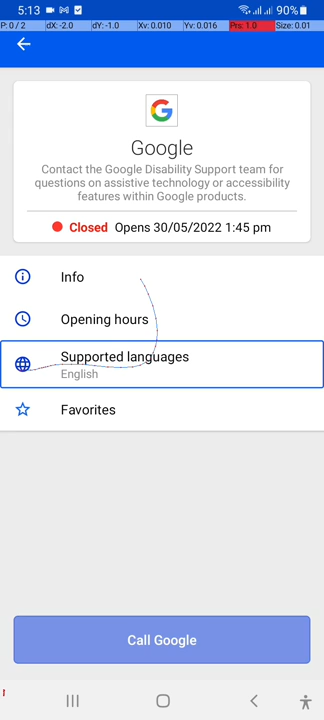 5:13 90%
P: 0 / 2 dX: -2.0 dY: -1.0 Xv: 0.010 Yv: 0.016 Prs: 1.0 Size: 0.01
G
Google
Contact the Google Disability Support team for
questions on assistive technology or accessibility
features within Google products.
Closed Opens 30/05/2022 1:45 pm
Info
Opening hours
Supported languages
English
Favorites
Call Google